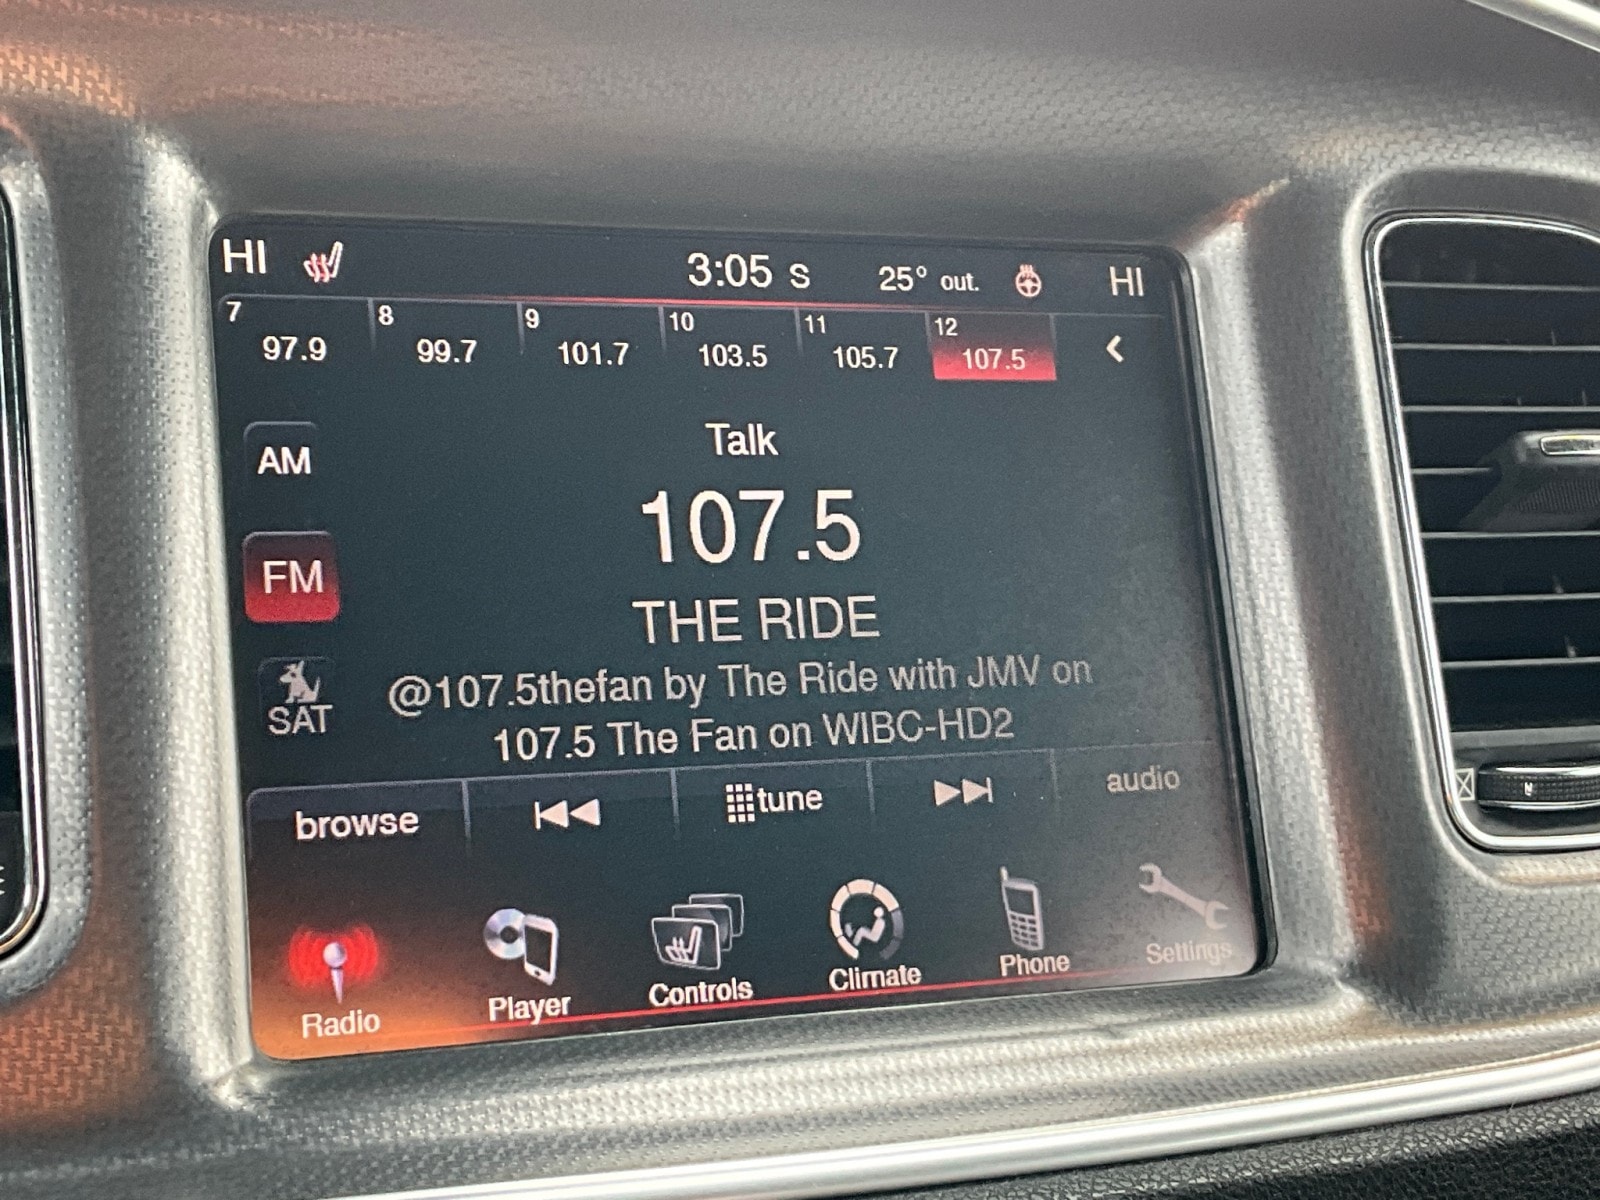 HI 3:05 S 25° out. HI
7 8 9 10 11 12
97.9 99.7 101.7 103.5 105.7 107.5
Talk
AM
107.5
FM
THE RIDE
@107.5thefan by The Ride with JMV on
SAT
107.5 The Fan on WIBC-HD2
browse tune audio
Radio Player Controls Climate Phone Settings